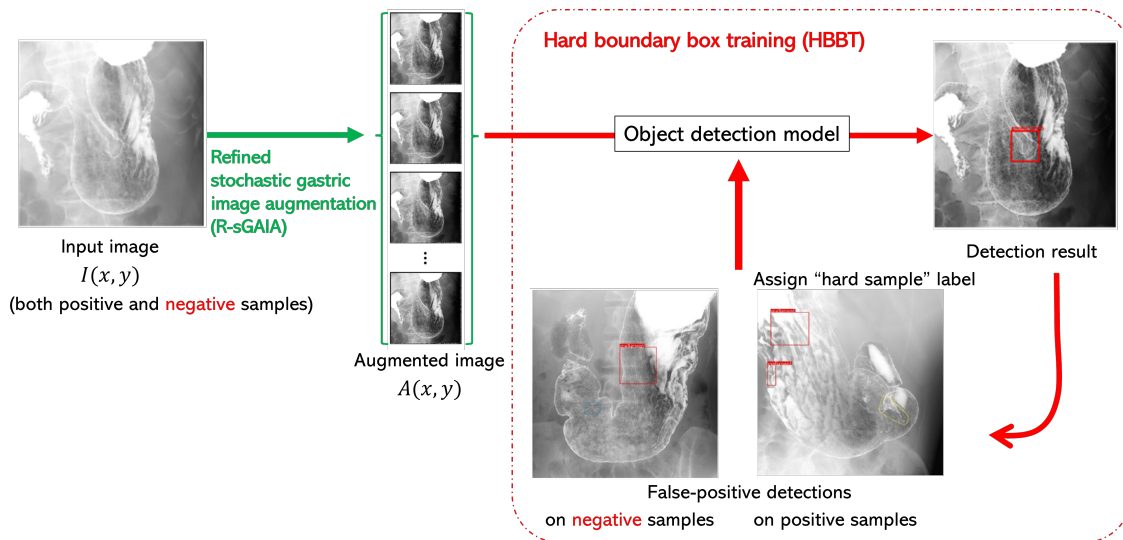 Hard boundary box training (HBBT)
Refined
stochastic gastric
image augmentation
(R-sGAIA)
Object detection model
Input image
I(x, y)
(both positive and negative samples)
...
Augmented image
A(x, y)
Detection result
Assign “hard sample” label
False-positive detections
on negative samples
on positive samples